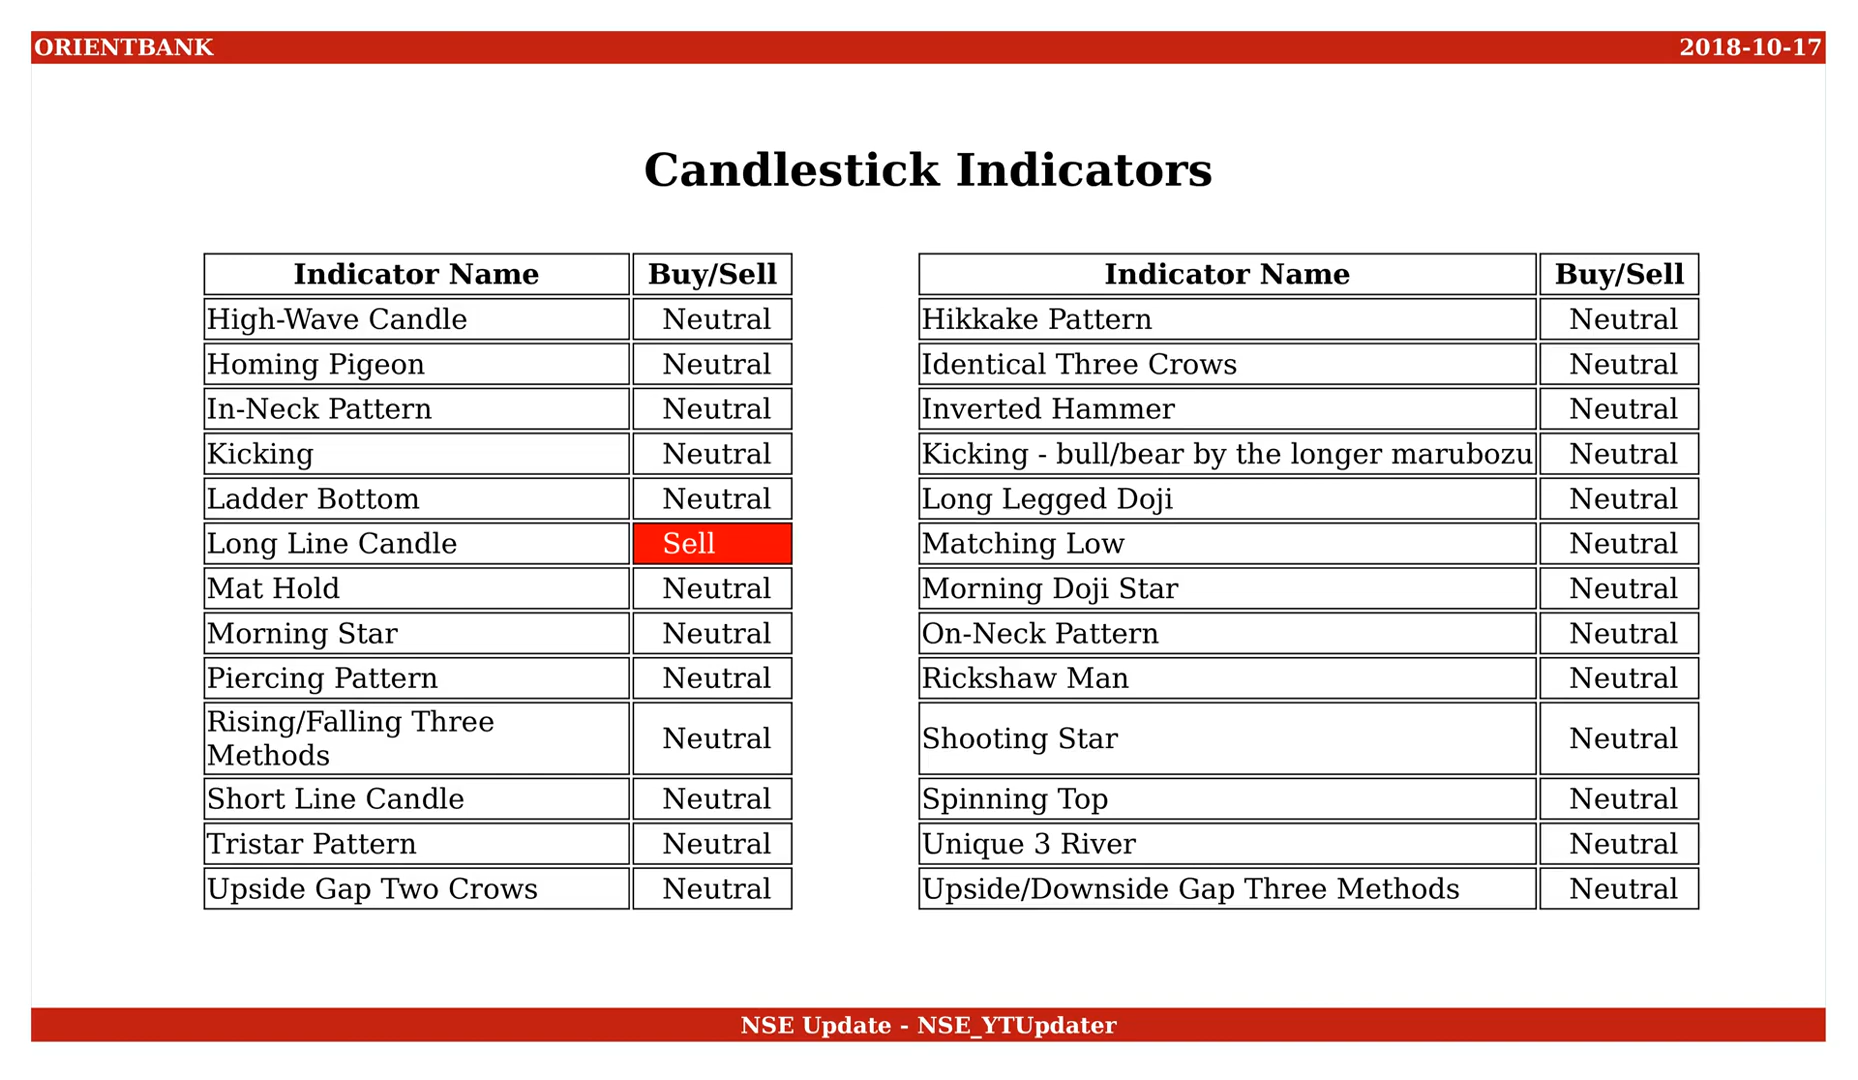 ORIENTBANK 2018-10-17
Candlestick Indicators
Indicator Name Buy/Sell
High-Wave Candle Neutral
Homing Pigeon Neutral
In-Neck Pattern Neutral
Kicking Neutral
Ladder Bottom Neutral
Long Line Candle Sell
Mat Hold Neutral
Morning Star Neutral
Piercing Pattern Neutral
Rising/Falling Three
Methods Neutral
Short Line Candle Neutral
Tristar Pattern Neutral
Upside Gap Two Crows Neutral
Indicator Name Buy/Sell
Hikkake Pattern Neutral
Identical Three Crows Neutral
Inverted Hammer Neutral
Kicking - bull/bear by the longer marubozu Neutral
Long Legged Doji Neutral
Matching Low Neutral
Morning Doji Star Neutral
On-Neck Pattern Neutral
Rickshaw Man Neutral
Shooting Star Neutral
Spinning Top Neutral
Unique 3 River Neutral
Upside/Downside Gap Three Methods Neutral
NSE Update - NSE_YTUpdater